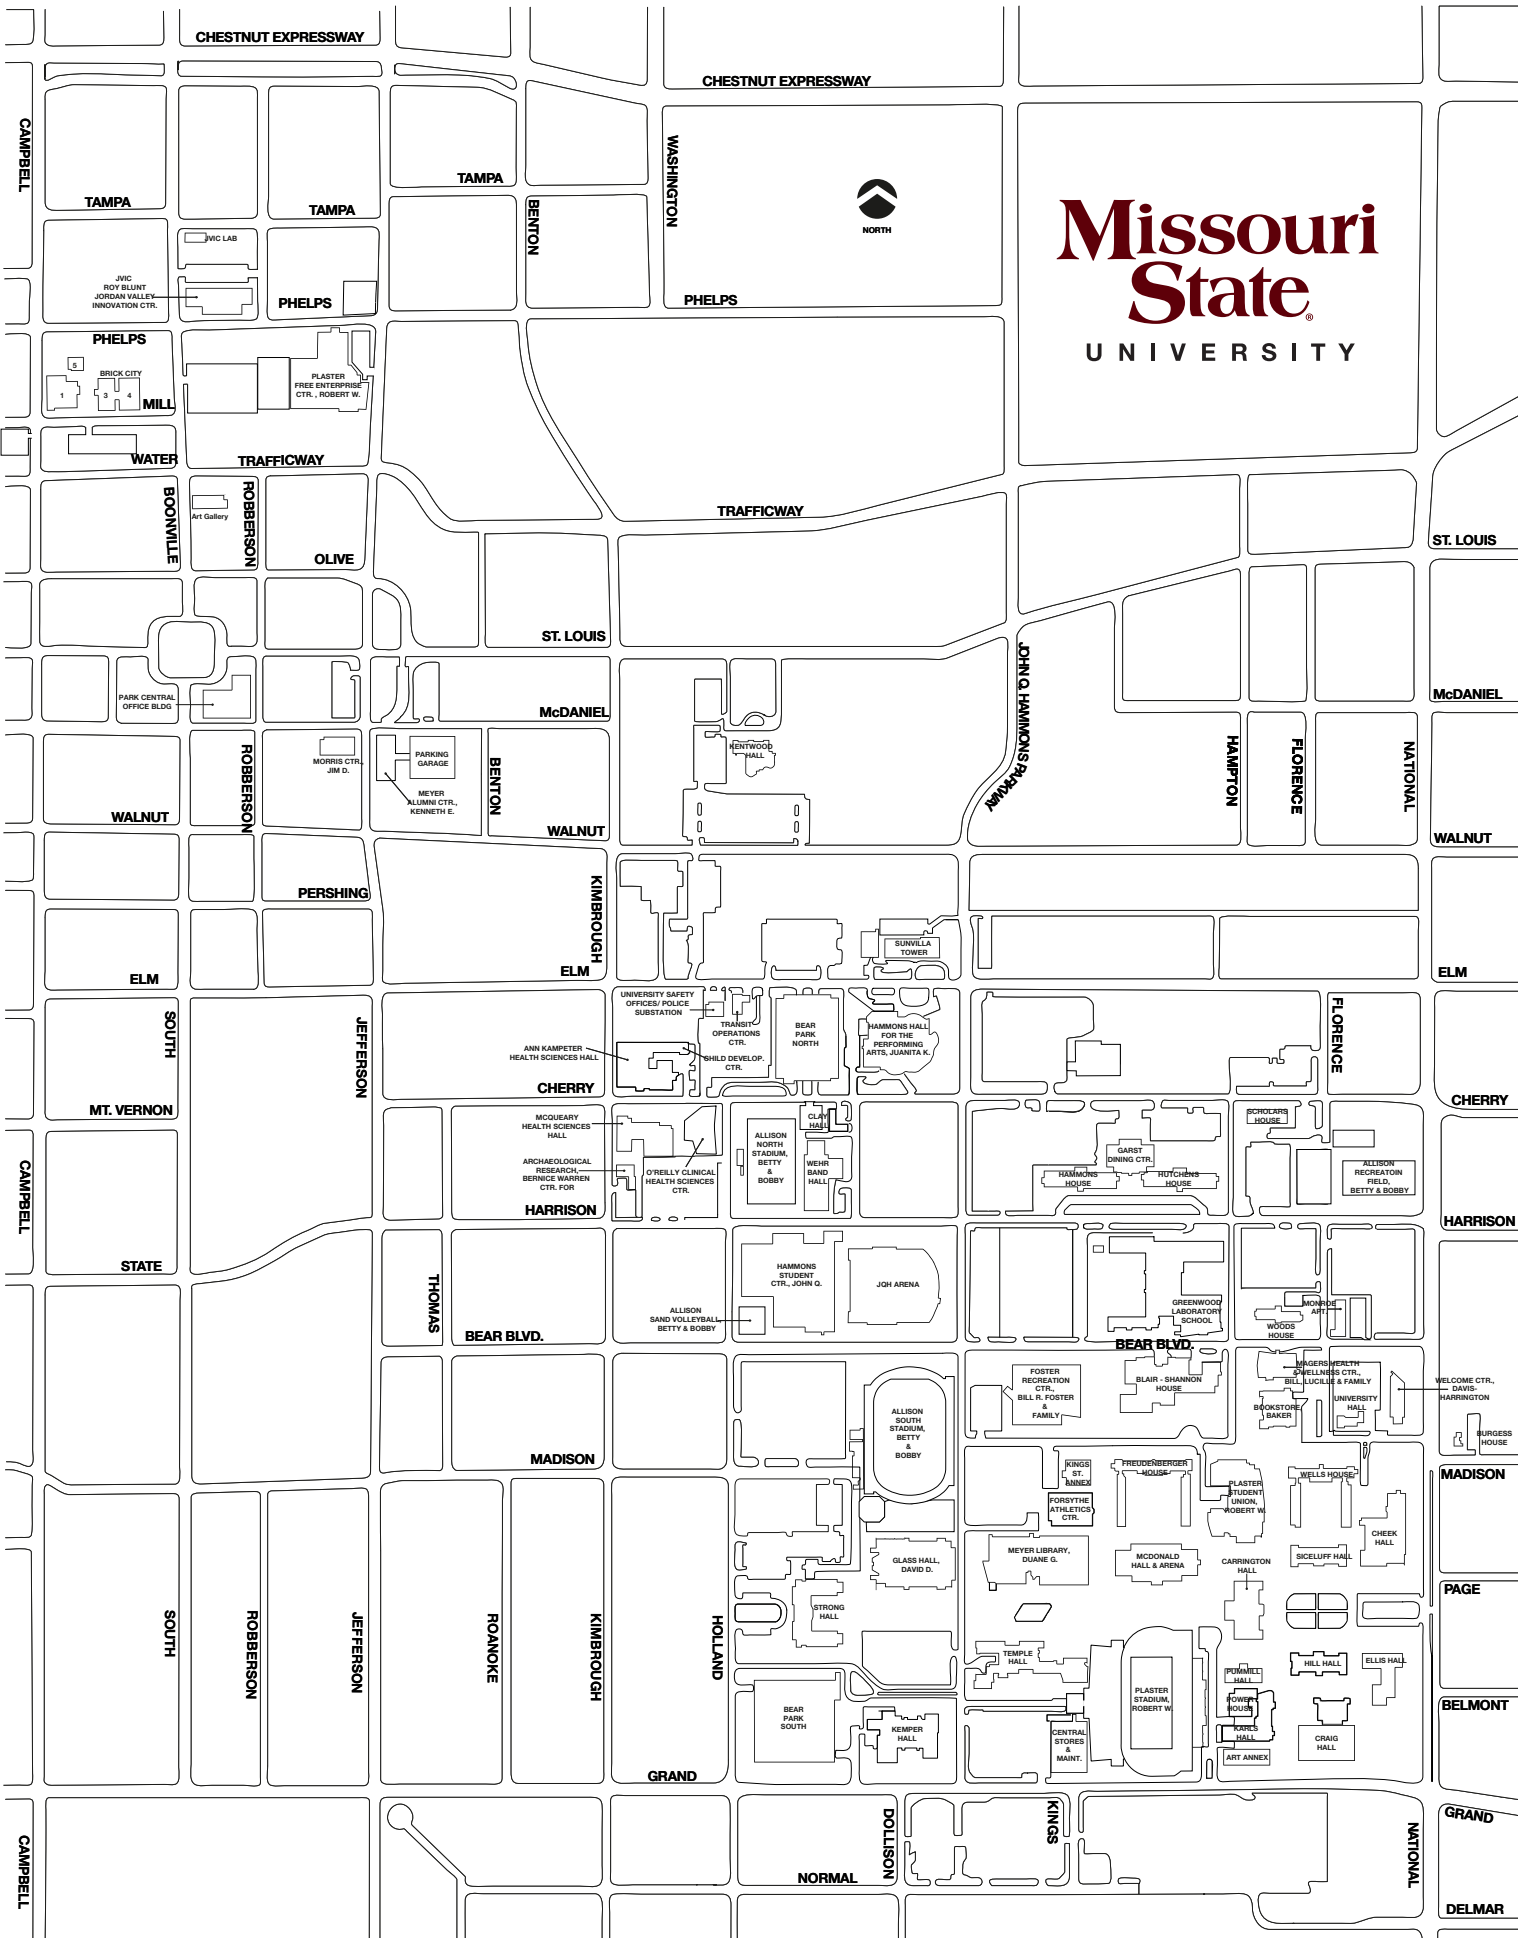 CHESTNUT EXPRESSWAY
CHESTNUT EXPRESSWAY
CAMPBELL
WASHINGTON
TAMPA
TAMPA
TAMPA
BENTON
NORTH
Missouri
State®
UNIVERSITY
JVIC LAB
JVIC
ROY BLUNT
JORDAN VALLEY
INNOVATION CTR.
PHELPS
PHELPS
PHELPS
5
BRICK CITY
1
3
4
MILL
PLASTER
FREE ENTERPRISE
CTR. , ROBERT W.
WATER
TRAFFICWAY
BOONVILLE
ROBBERSON
Art Gallery
TRAFFICWAY
OLIVE
ST. LOUIS
ST. LOUIS
JOHN Q. HAMMONS PARKWAY
PARK CENTRAL
OFFICE BLDG
McDANIEL
McDANIEL
ROBBERSON
MORRIS CTR.,
JIM D.
PARKING
GARAGE
MEYER
ALUMNI CTR.,
KENNETH E.
BENTON
KENTWOOD
HALL
HAMPTON
FLORENCE
NATIONAL
WALNUT
WALNUT
WALNUT
PERSHING
KIMBROUGH
SUNVILLA
TOWER
ELM
ELM
ELM
SOUTH
JEFFERSON
UNIVERSITY SAFETY
OFFICES/ POLICE
SUBSTATION
TRANSIT
OPERATIONS
CTR.
BEAR
PARK
NORTH
HAMMONS HALL
FOR THE
PERFORMING
ARTS, JUANITA K.
FLORENCE
ANN KAMPETER
HEALTH SCIENCES HALL
CHILD DEVELOP.
CTR.
CHERRY
CHERRY
MT. VERNON
MCQUEARY
HEALTH SCIENCES
HALL
CLAY
HALL
SCHOLARS
HOUSE
ALLISON
NORTH
STADIUM,
BETTY
&
BOBBY
WEHR
BAND
HALL
GARST
DINING CTR.
HAMMONS
HOUSE
HUTCHENS
HOUSE
ALLISON
RECREATOIN
FIELD,
BETTY & BOBBY
ARCHAEOLOGICAL
RESEARCH,
BERNICE WARREN
CTR. FOR
O'REILLY CLINICAL
HEALTH SCIENCES
CTR.
CAMPBELL
HARRISON
HARRISON
STATE
THOMAS
HAMMONS
STUDENT
CTR., JOHN Q.
JQH ARENA
ALLISON
SAND VOLLEYBALL
BETTY & BOBBY
GREENWOOD
LABORATORY
SCHOOL
MONROE
APT.
WOODS
HOUSE
BEAR BLVD.
BEAR BLVD.
FOSTER
RECREATION
CTR.,
BILL R. FOSTER
&
FAMILY
BLAIR - SHANNON
HOUSE
MAGERS HEALTH
& WELLNESS CTR.,
BILL, LUCILLE & FAMILY
UNIVERSITY
HALL
WELCOME CTR.,
DAVIS-
HARRINGTON
BOOKSTORE,
BAKER
BURGESS
HOUSE
ALLISON
SOUTH
STADIUM,
BETTY
&
BOBBY
MADISON
MADISON
KINGS
ST.
ANNEX
FREUDENBERGER
HOUSE
PLASTER
STUDENT
UNION,
ROBERT W.
WELLS HOUSE
FORSYTHE
ATHLETICS
CTR.
CHEEK
HALL
GLASS HALL,
DAVID D.
MEYER LIBRARY,
DUANE G.
MCDONALD
HALL & ARENA
CARRINGTON
HALL
SICELUFF HALL
PAGE
STRONG
HALL
SOUTH
ROBBERSON
JEFFERSON
ROANOKE
KIMBROUGH
HOLLAND
TEMPLE
HALL
PUMMILL
HALL
HILL HALL
ELLIS HALL
BEAR
PARK
SOUTH
KEMPER
HALL
PLASTER
STADIUM,
ROBERT W.
POWER
HOUSE
BELMONT
CENTRAL
STORES
&
MAINT.
KARLS
HALL
CRAIG
HALL
ART ANNEX
GRAND
GRAND
CAMPBELL
DOLLISON
KINGS
NATIONAL
NORMAL
DELMAR